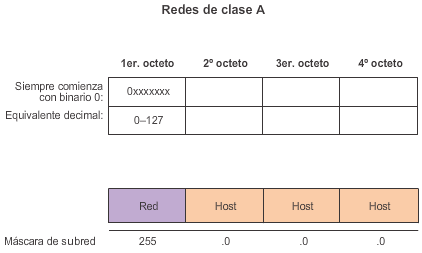 Redes de clase A
1er. octeto 2º octeto 3er. octeto 4º octeto
Siempre comienza
con binario 0:
0xxxxxxx
Equivalente decimal:
0–127
Red Host Host Host
Máscara de subred 255 .0 .0 .0